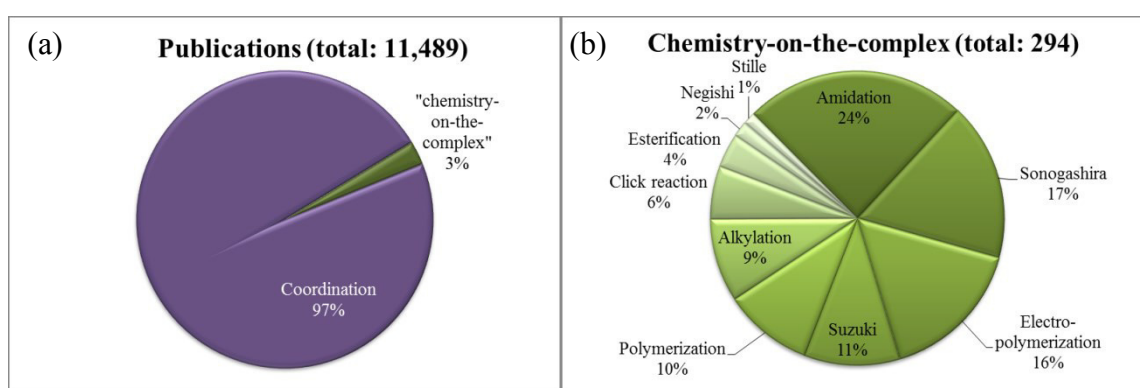 (a)
Publications (total: 11,489)
"chemistry-
on-the-
complex"
3%
Coordination
97%
(b)
Chemistry-on-the-complex (total: 294)
Stille
1%
Negishi
2%
Esterification
4%
Click reaction
6%
Alkylation
9%
Polymerization
10%
Suzuki
11%
Electro-
polymerization
16%
Sonogashira
17%
Amidation
24%